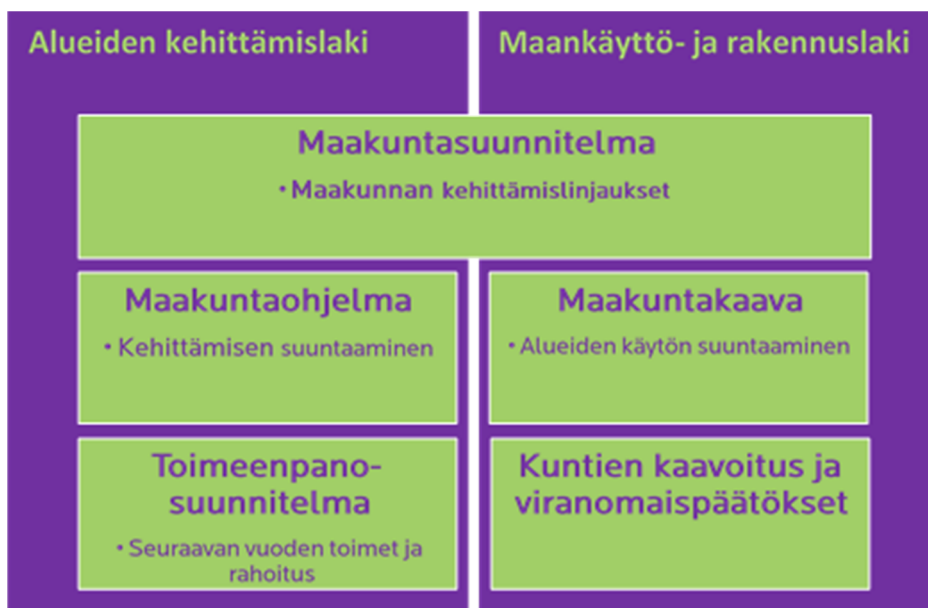 Alueiden kehittämislaki
Maankäyttö- ja rakennuslaki
Maakuntasuunnitelma
• Maakunnan kehittämislinjaukset
Maakuntaohjelma
• Kehittämisen suuntaaminen
Maakuntakaava
• Alueiden käytön suuntaaminen
Toimeenpano-
suunnitelma
• Seuraavan vuoden toimet ja
rahoitus
Kuntien kaavoitus ja
viranomaispäätökset